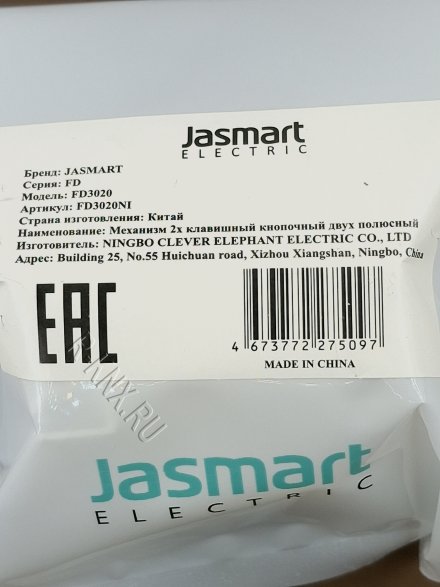 Jasmart
ELECTRIC
Бренд: JASMART
Серия: FD
Модель: FD3020
Артикул: FD3020NI
Страна изготовления: Китай
Наименование: Механизм 2х клавишный кнопочный двух полюсный
Изготовитель: NINGBO CLEVER ELEPHANT ELECTRIC CO., LTD
Адрес: Building 25, No.55 Huichuan road, Xizhou Xiangshan, Ningbo, China
EAC
4 673772 275097
MADE IN CHINA
RKNX.RU
Jasmart
ELECTRIC